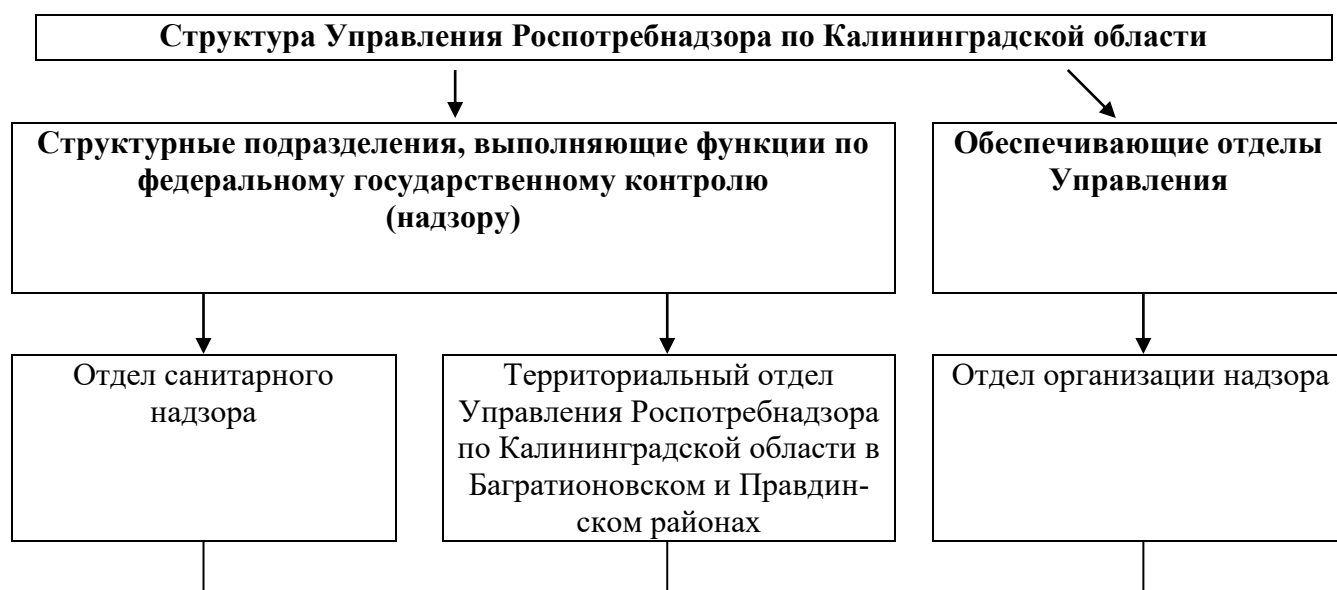 Структура Управления Роспотребнадзора по Калининградской области
Структурные подразделения, выполняющие функции по
федеральному государственному контролю
(надзору)
Обеспечивающие отделы
Управления
Отдел санитарного
надзора
Территориальный отдел
Управления Роспотребнадзора
по Калининградской области в
Багратионовском и Правдин-
ском районах
Отдел организации надзора